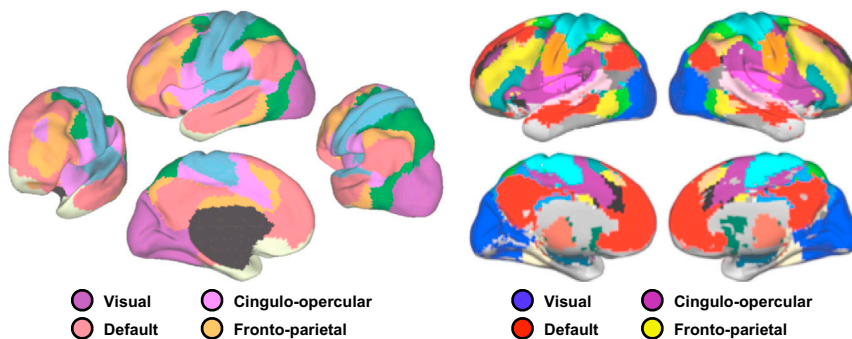 Visual
Cingulo-opercular
Default
Fronto-parietal
Visual
Cingulo-opercular
Default
Fronto-parietal